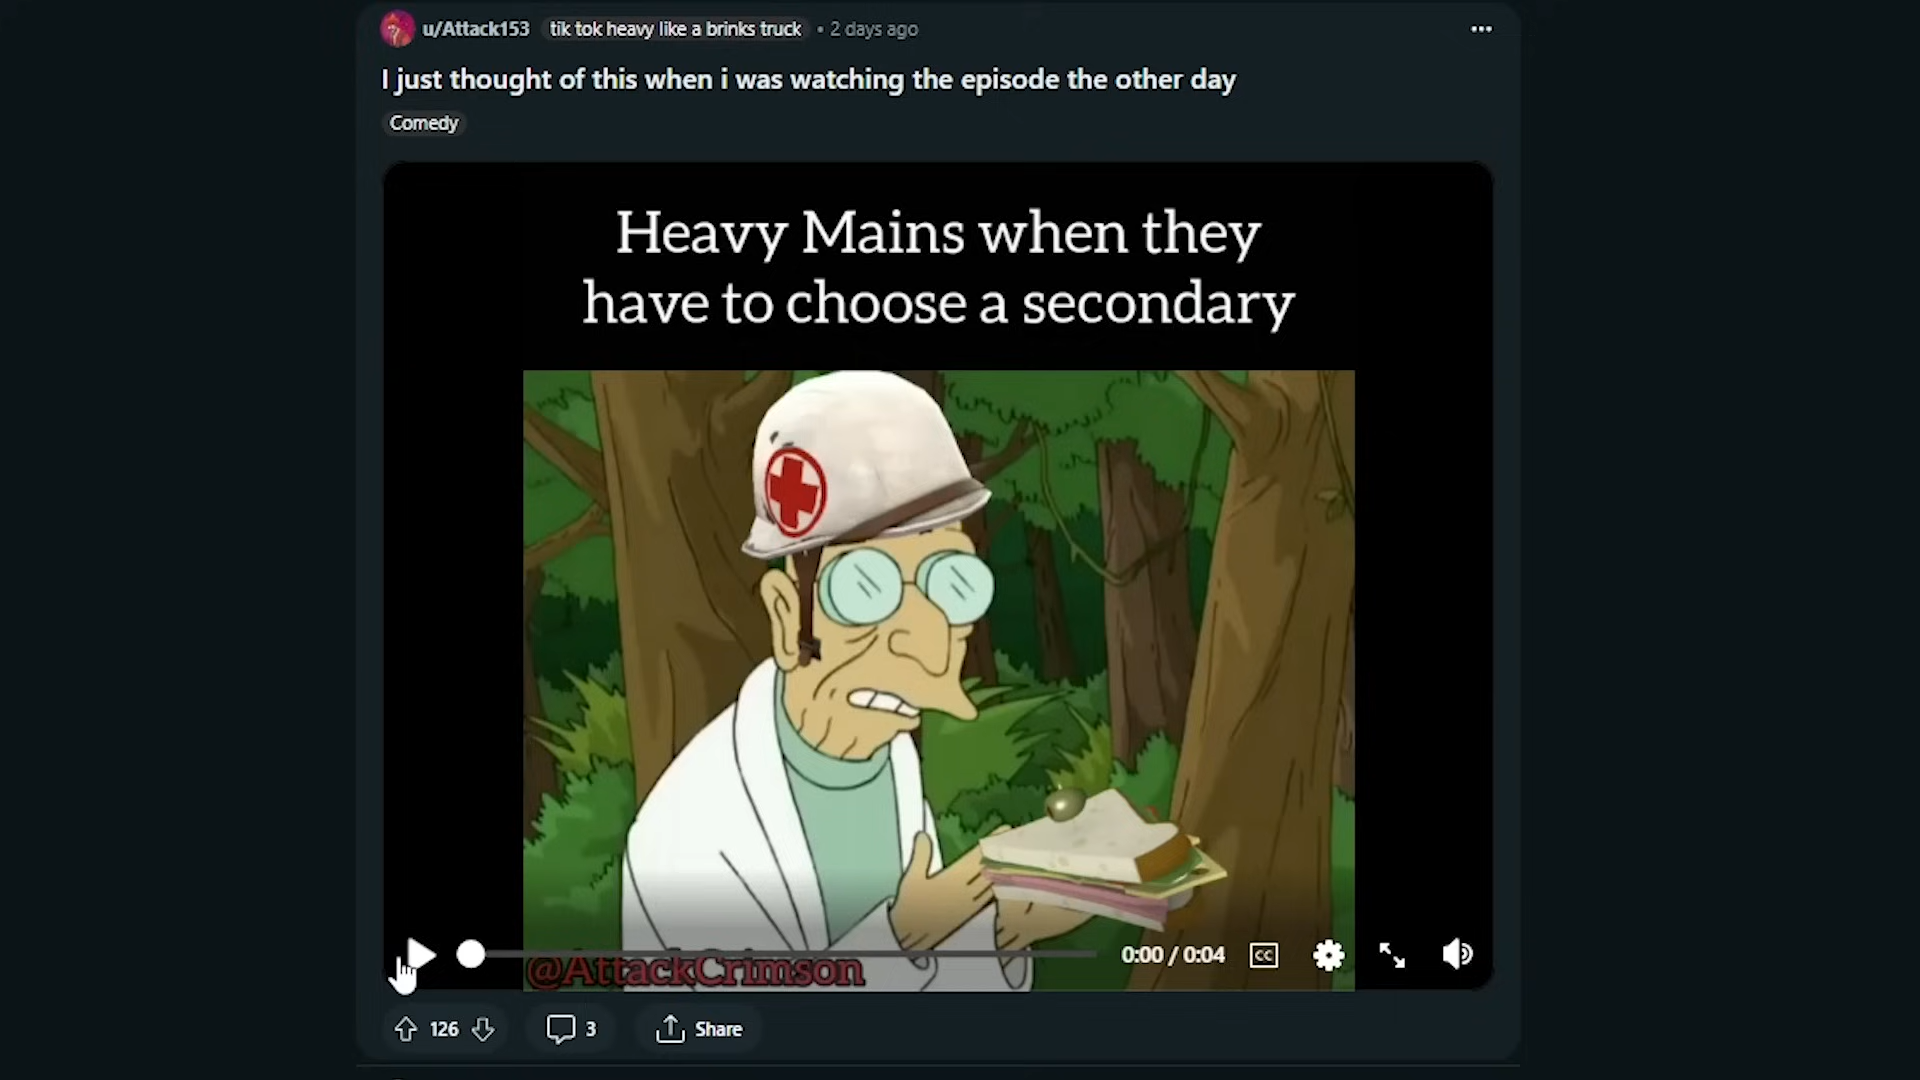 u/Attack153 tik tok heavy like a brinks truck • 2 days ago
I just thought of this when i was watching the episode the other day
Comedy
Heavy Mains when they
have to choose a secondary
0:00 / 0:04 CC
@AttackCrimson
126 3 Share